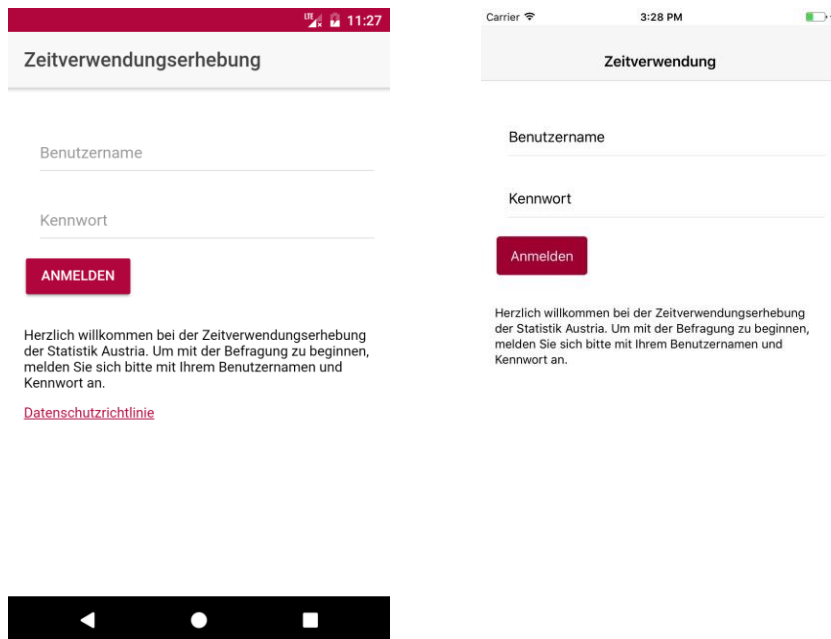 LTE 11:27
Zeitverwendungserhebung
Benutzername
Kennwort
ANMELDEN
Herzlich willkommen bei der Zeitverwendungserhebung
der Statistik Austria. Um mit der Befragung zu beginnen,
melden Sie sich bitte mit Ihrem Benutzernamen und
Kennwort an.
Datenschutzrichtlinie
Carrier 3:28 PM
Zeitverwendung
Benutzername
Kennwort
Anmelden
Herzlich willkommen bei der Zeitverwendungserhebung
der Statistik Austria. Um mit der Befragung zu beginnen,
melden Sie sich bitte mit Ihrem Benutzernamen und
Kennwort an.